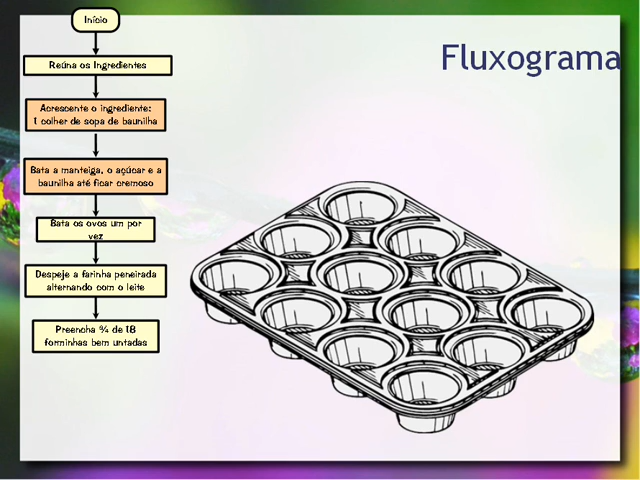 Início
Fluxograma
Reúna os Ingredientes
Acrescente o ingrediente:
1 colher de sopa de baunilha
Bata a manteiga, o açúcar e a
baunilha até ficar cremoso
Bata os ovos um por
vez
Despeje a farinha peneirada
alternando com o leite
Preencha ¾ de 18
forminhas bem untadas